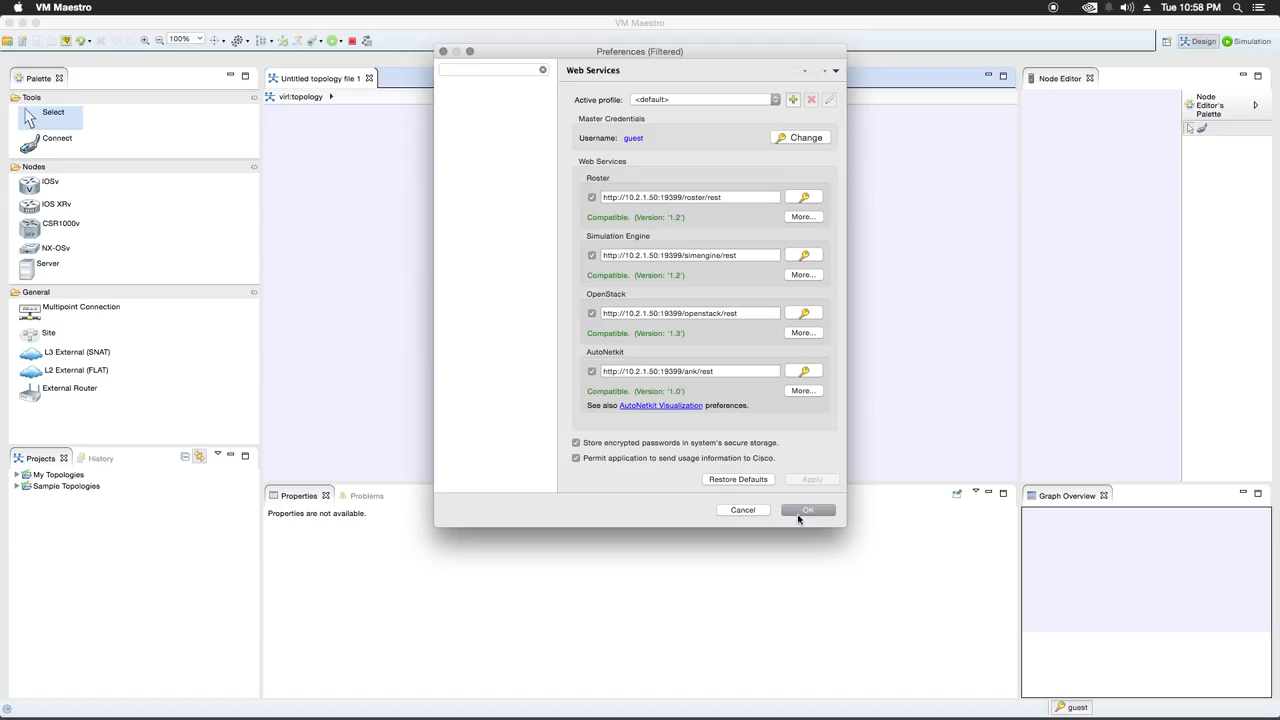 VM Maestro
Tue 10:58 PM
VM Maestro
100%
Design
Simulation
Palette
Tools
Select
Connect
Nodes
IOSv
IOS XRv
CSR1000v
NX-OSv
Server
General
Multipoint Connection
Site
L3 External (SNAT)
L2 External (FLAT)
External Router
Projects
History
My Topologies
Sample Topologies
Untitled topology file 1
virl:topology
Preferences (Filtered)
Web Services
Active profile:
<default>
Master Credentials
Username: guest
Change
Web Services
Roster
http://10.2.1.50:19399/roster/rest
Compatible. (Version: '1.2')
More...
Simulation Engine
http://10.2.1.50:19399/simengine/rest
Compatible. (Version: '1.2')
More...
OpenStack
http://10.2.1.50:19399/openstack/rest
Compatible. (Version: '1.3')
More...
AutoNetkit
http://10.2.1.50:19399/ank/rest
Compatible. (Version: '1.0')
More...
See also AutoNetkit Visualization preferences.
Store encrypted passwords in system's secure storage.
Permit application to send usage information to Cisco.
Restore Defaults
Apply
Cancel
OK
Properties
Problems
Properties are not available.
Node Editor
Node
Editor's
Palette
Graph Overview
guest